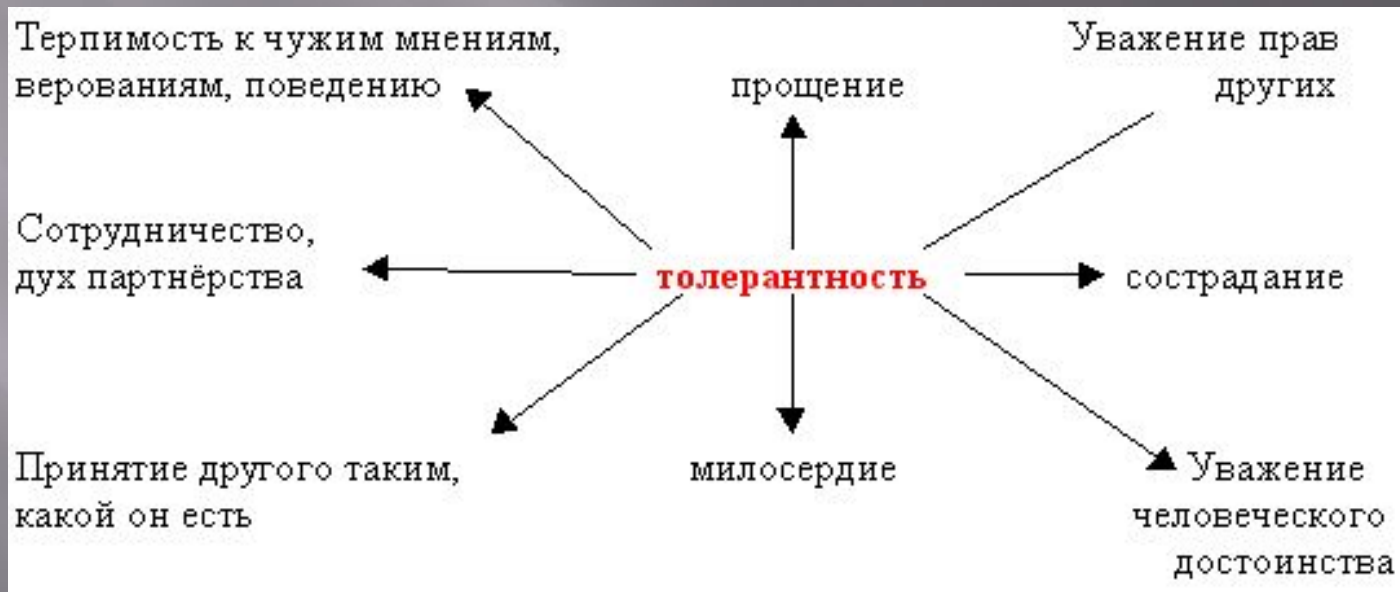 Терпимость к чужим мнениям,
верованиям, поведению
прощение
Уважение прав
других
Сотрудничество,
дух партнёрства
толерантность
сострадание
Принятие другого таким,
какой он есть
милосердие
Уважение
человеческого
достоинства